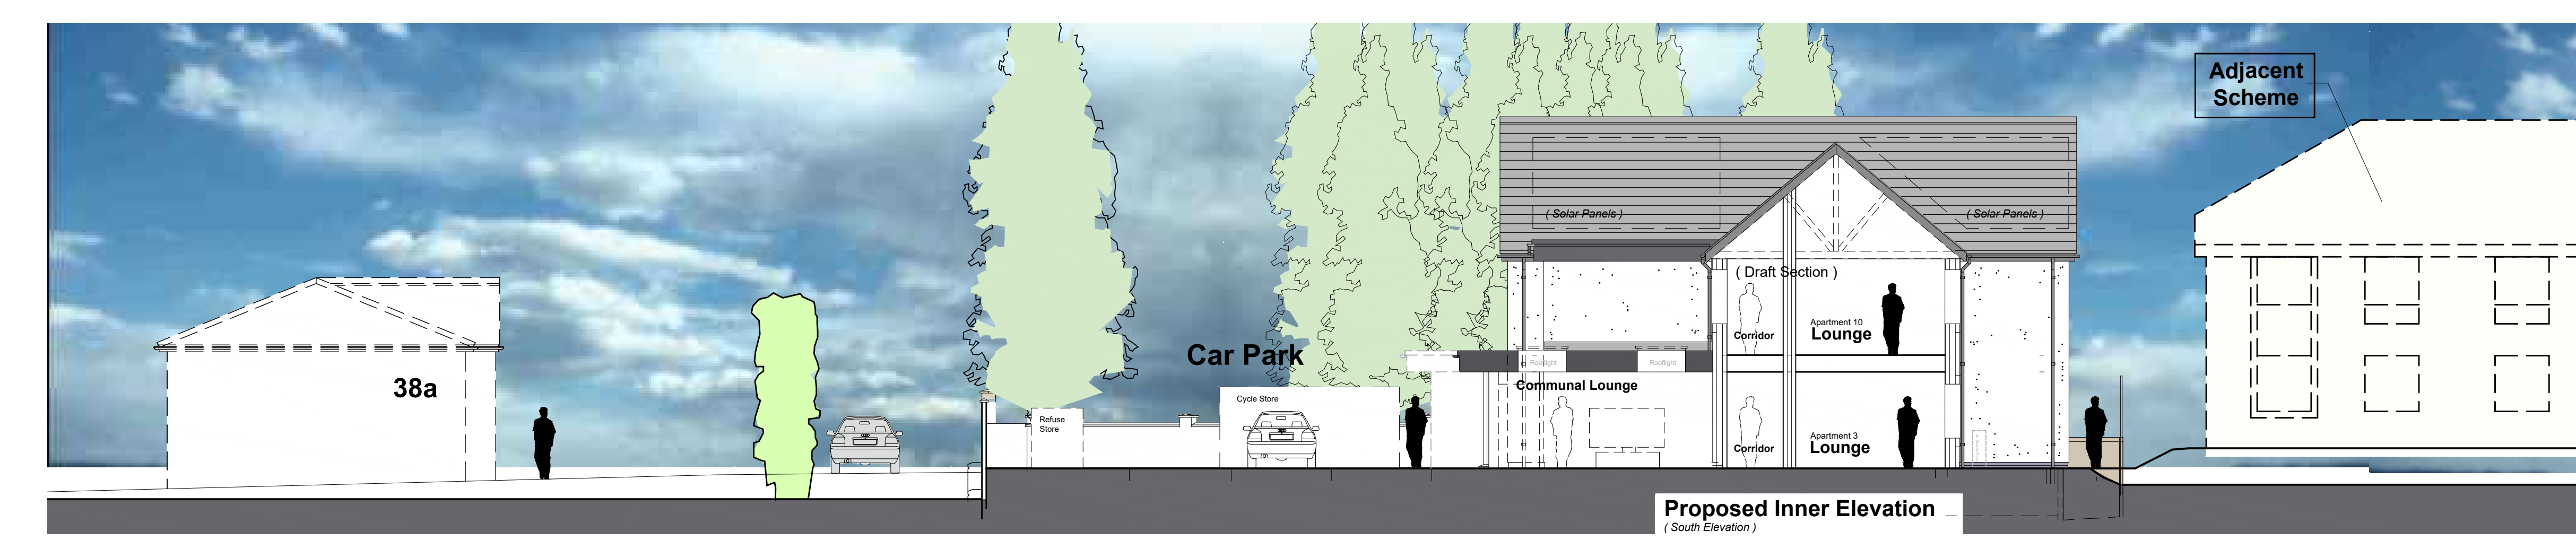 Adjacent
Scheme
( Solar Panels )
( Solar Panels )
( Draft Section )
Apartment 10
Corridor
Lounge
Car Park
Rooflight
Rooflight
38a
Communal Lounge
Cycle Store
Refuse
Store
Apartment 3
Corridor
Lounge
Proposed Inner Elevation
( South Elevation )